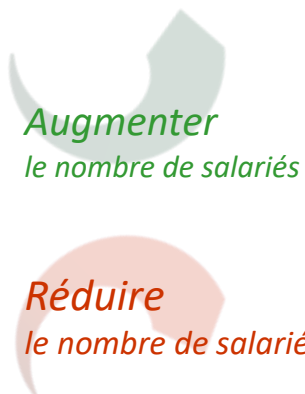 Augmenter
le nombre de salariés
Réduire
le nombre de salarié